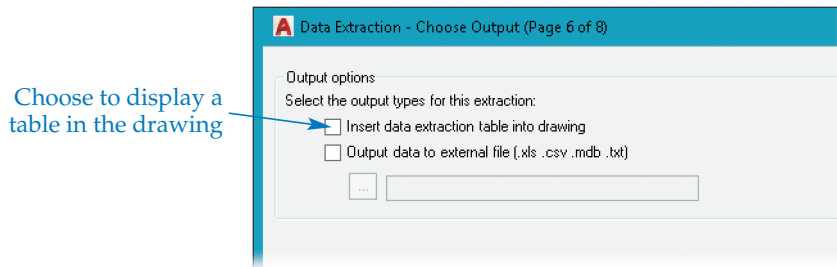 Data Extraction - Choose Output (Page 6 of 8)
Output options
Select the output types for this extraction:
Choose to display a
table in the drawing
Insert data extraction table into drawing
Output data to external file (.xls .csv .mdb .txt)
...